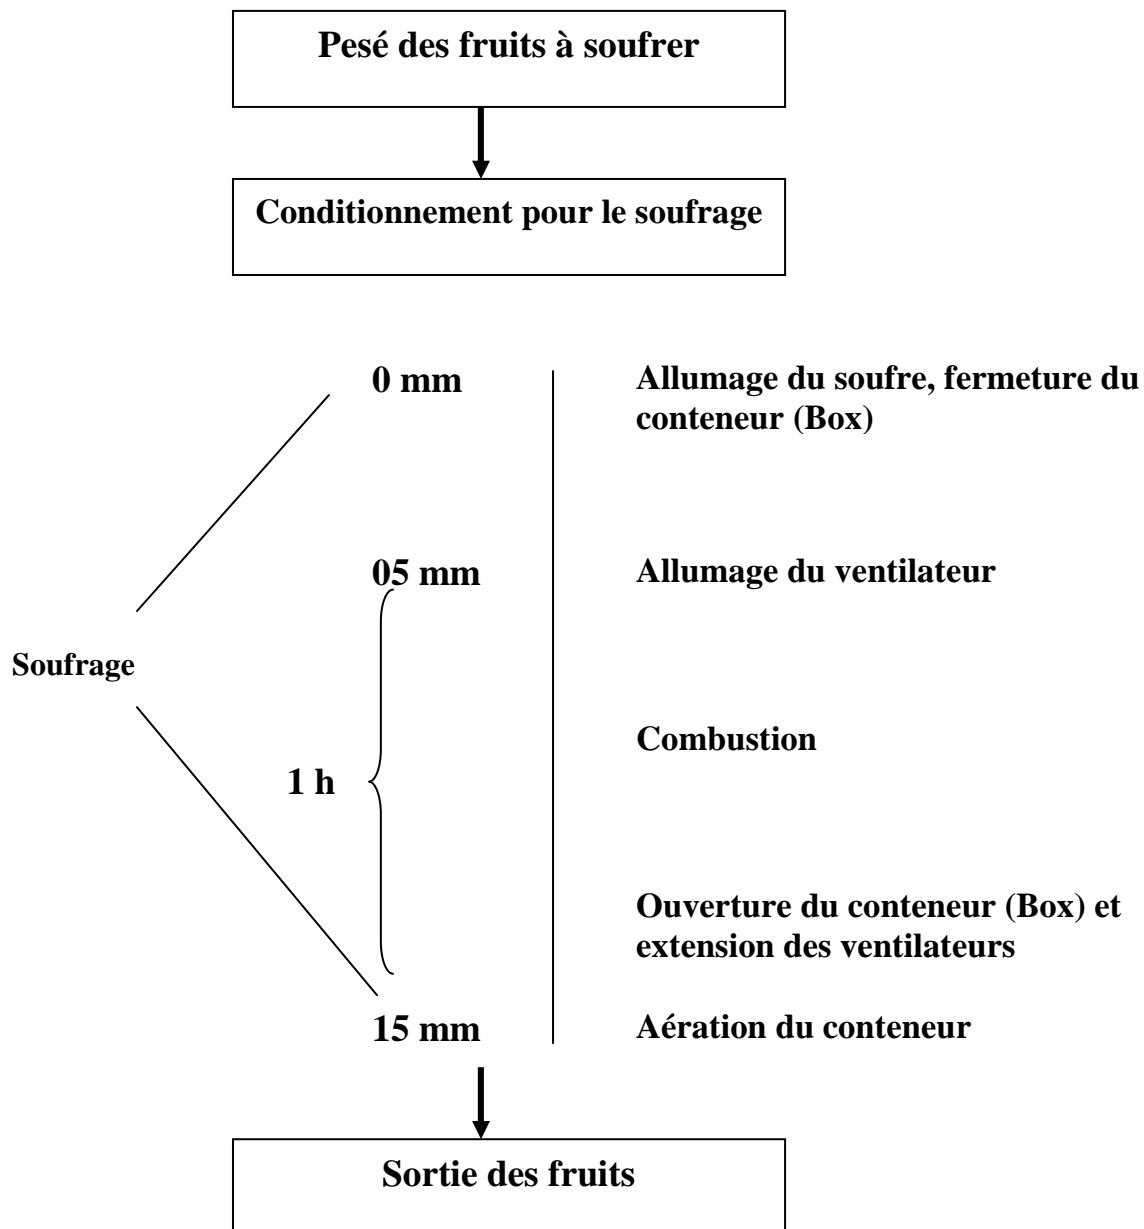 Pesé des fruits à soufrer
Conditionnement pour le soufrage
0 mm
Allumage du soufre, fermeture du
conteneur (Box)
05 mm
Allumage du ventilateur
Soufrage
Combustion
1 h
Ouverture du conteneur (Box) et
extension des ventilateurs
15 mm
Aération du conteneur
Sortie des fruits